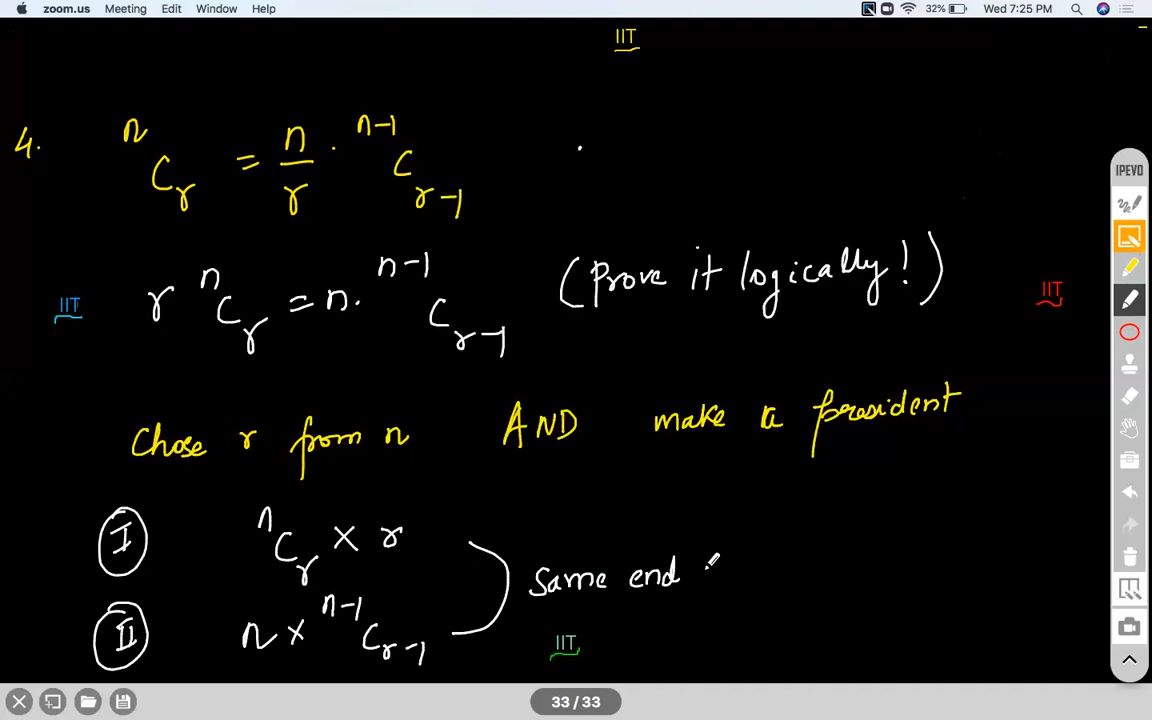 zoom.us Meeting Edit Window Help 32% Wed 7:25 PM
IIT
4. ⁿCᵣ = n/r · ⁿ⁻¹Cᵣ₋₁
IPEVO
IIT r ⁿCᵣ = n · ⁿ⁻¹Cᵣ₋₁ (Prove it logically!) IIT
Chose r from n AND make a president
I ⁿCᵣ × r
same end
II n × ⁿ⁻¹Cᵣ₋₁
IIT
33 / 33